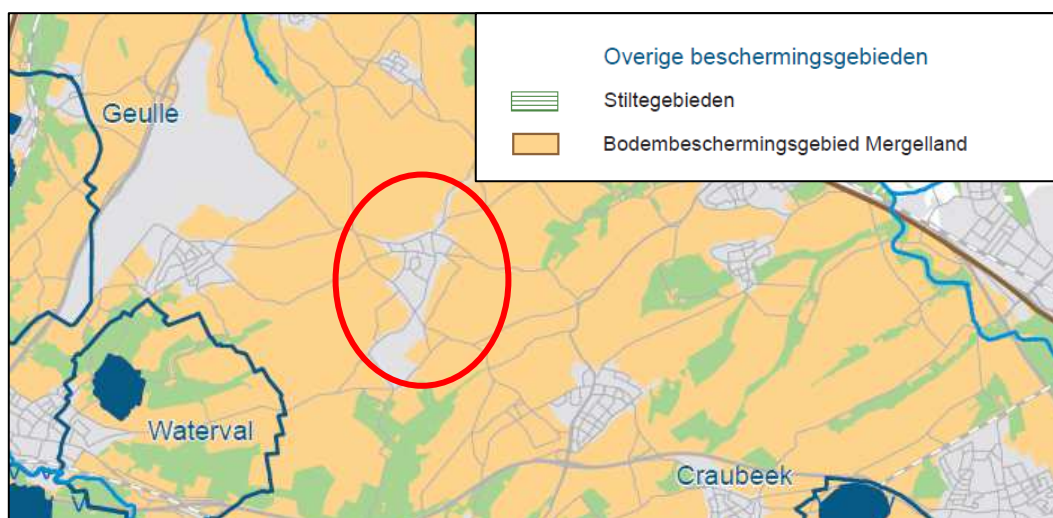 Overige beschermingsgebieden
Stiltegebieden
Bodembeschermingsgebied Mergelland
Geulle
Waterval
Craubeek